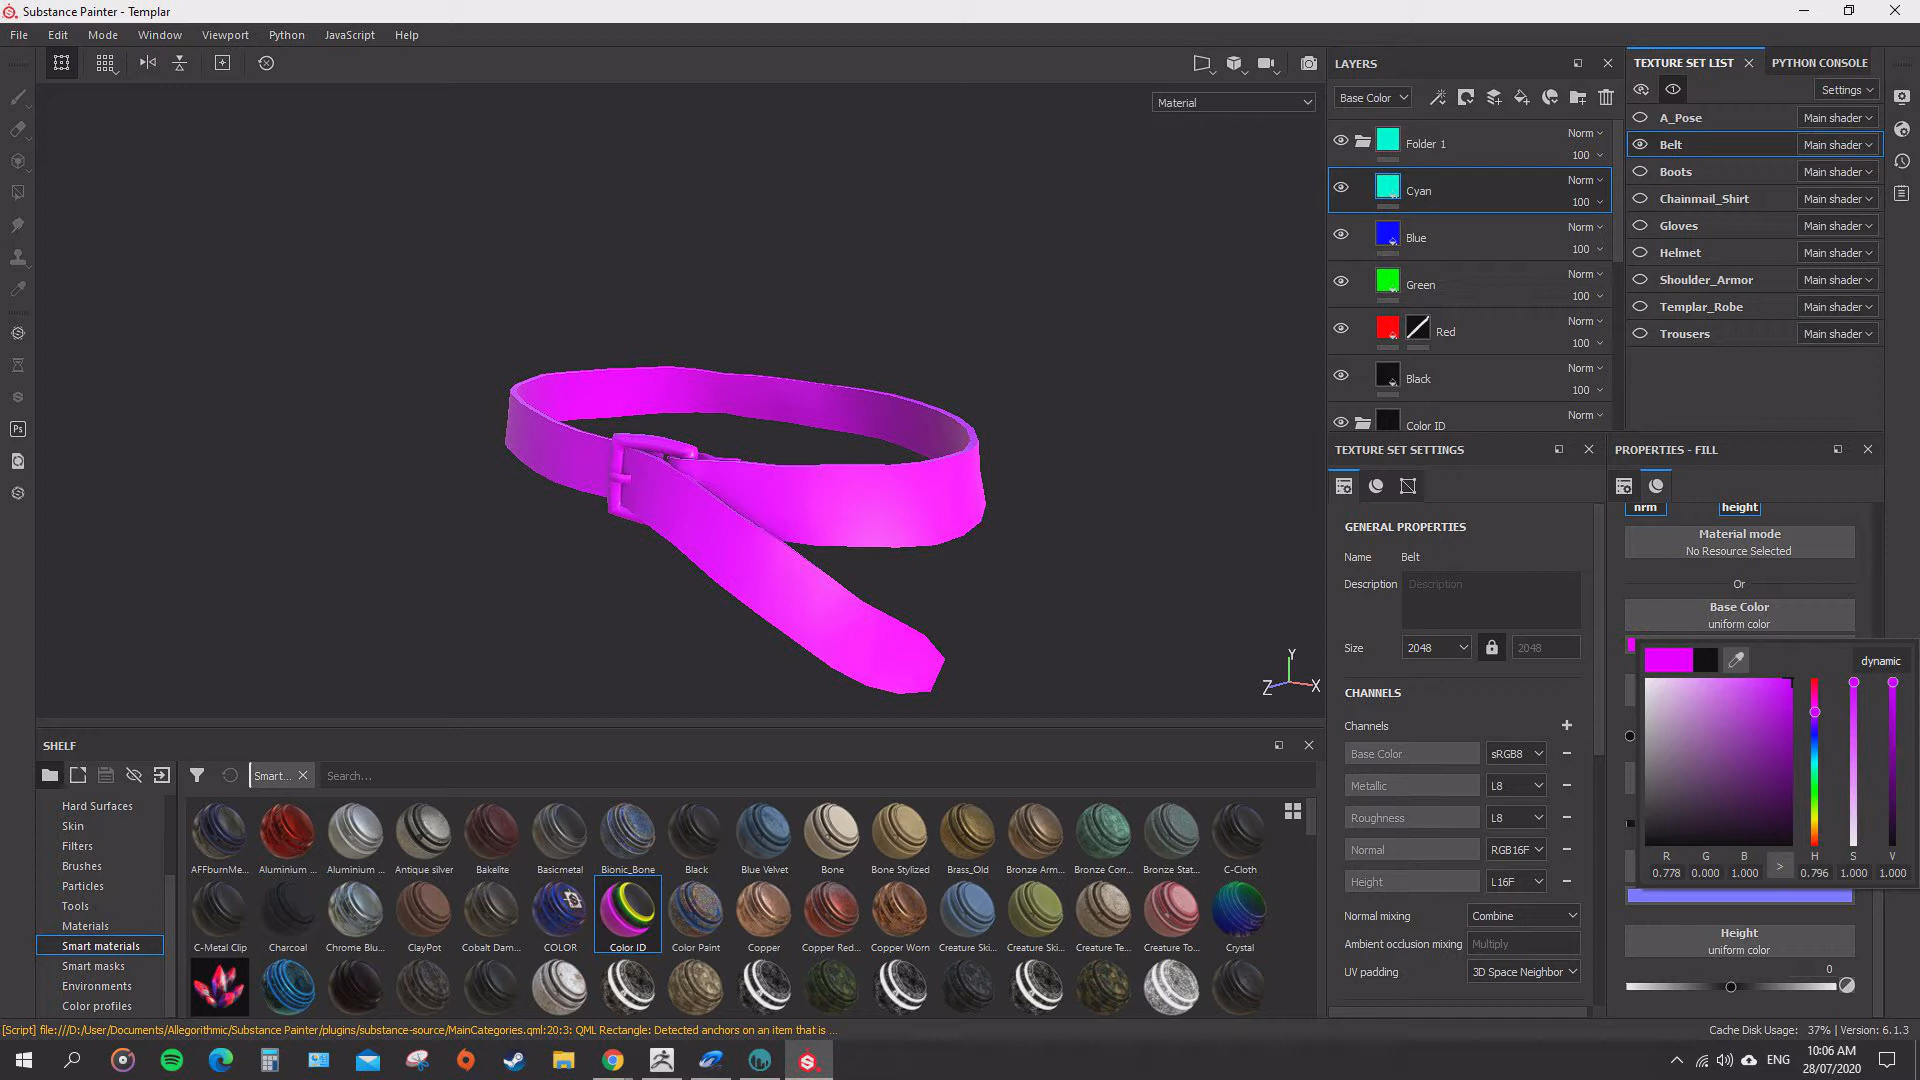 Substance Painter - Templar
File Edit Mode Window Viewport Python JavaScript Help
Material
LAYERS
Base Color
Folder 1 Norm 100
Cyan Norm 100
Blue Norm 100
Green Norm 100
Red Norm 100
Black Norm 100
Color ID Norm
TEXTURE SET LIST PYTHON CONSOLE
Settings
A_Pose Main shader
Belt Main shader
Boots Main shader
Chainmail_Shirt Main shader
Gloves Main shader
Helmet Main shader
Shoulder_Armor Main shader
Templar_Robe Main shader
Trousers Main shader
TEXTURE SET SETTINGS
GENERAL PROPERTIES
Name Belt
Description Description
Size 2048 2048
CHANNELS
Channels
Base Color sRGB8
Metallic L8
Roughness L8
Normal RGB16F
Height L16F
Normal mixing Combine
Ambient occlusion mixing Multiply
UV padding 3D Space Neighbor
PROPERTIES - FILL
nrm height
Material mode
No Resource Selected
Or
Base Color
uniform color
dynamic
R G B H S V
0.778 0.000 1.000 > 0.796 1.000 1.000
Height
uniform color
0
Y
Z X
Ps
SHELF
Smart... Search...
Hard Surfaces
Skin
Filters
Brushes
Particles
Tools
Materials
Smart materials
Smart masks
Environments
Color profiles
AFFburnMe... Aluminium ... Aluminium ... Antique silver Bakelite Basicmetal Bionic_Bone Black Blue Velvet Bone Bone Stylized Brass_Old Bronze Arm... Bronze Corr... Bronze Stat... C-Cloth
C-Metal Clip Charcoal Chrome Blu... ClayPot Cobalt Dam... COLOR Color ID Color Paint Copper Copper Red... Copper Worn Creature Ski... Creature Ski... Creature Te... Creature To... Crystal
[Script] file:///D:/User/Documents/Allegorithmic/Substance Painter/plugins/substance-source/MainCategories.qml:20:3: QML Rectangle: Detected anchors on an item that is ...
Cache Disk Usage: 37% | Version: 6.1.3
ENG
10:06 AM
28/07/2020